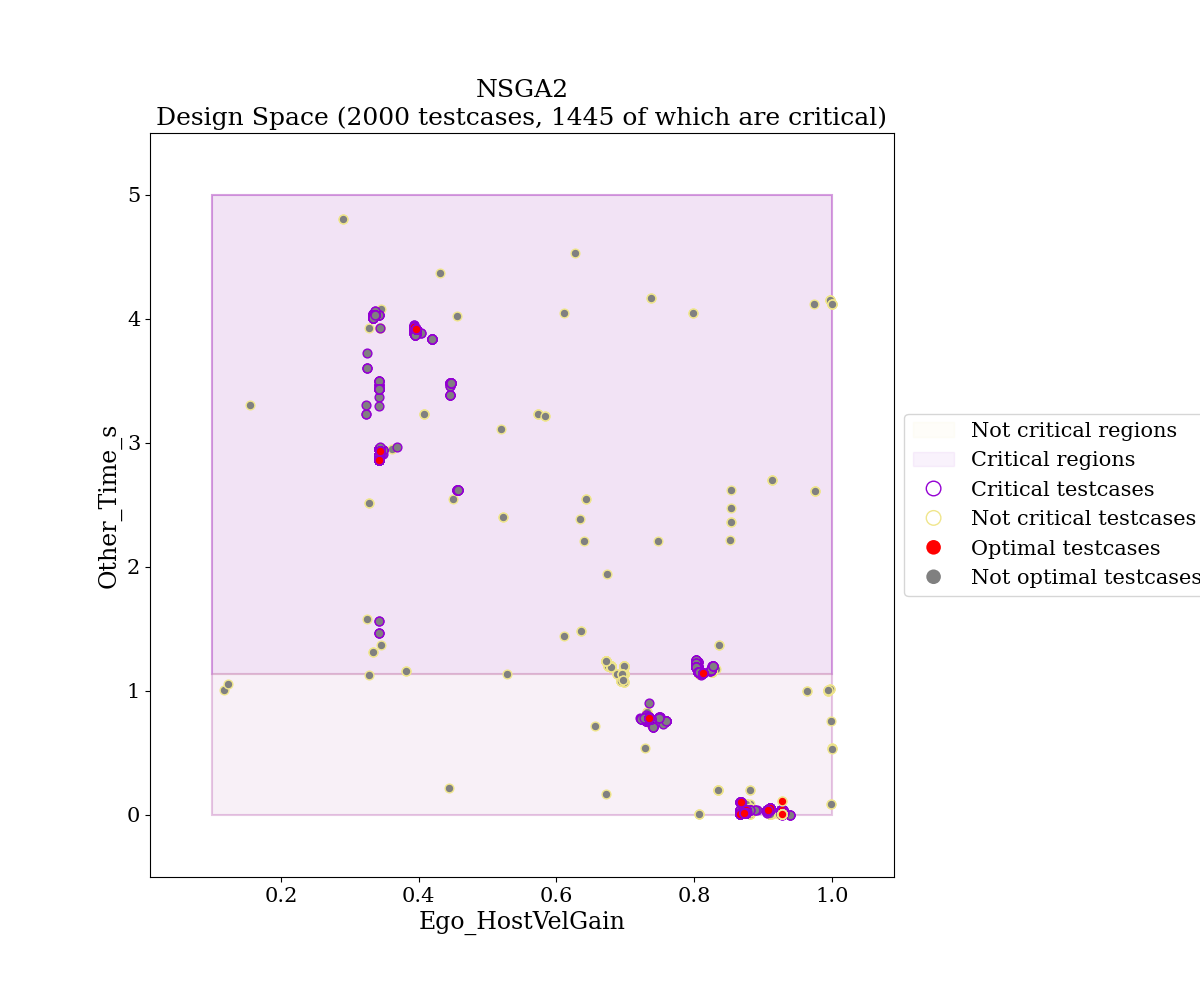 NSGA2
Design Space (2000 testcases, 1445 of which are critical)
5
4
3
2
1
0
Other_Time_s
0.2
0.4
0.6
0.8
1.0
Ego_HostVelGain
Not critical regions
Critical regions
Critical testcases
Not critical testcases
Optimal testcases
Not optimal testcases